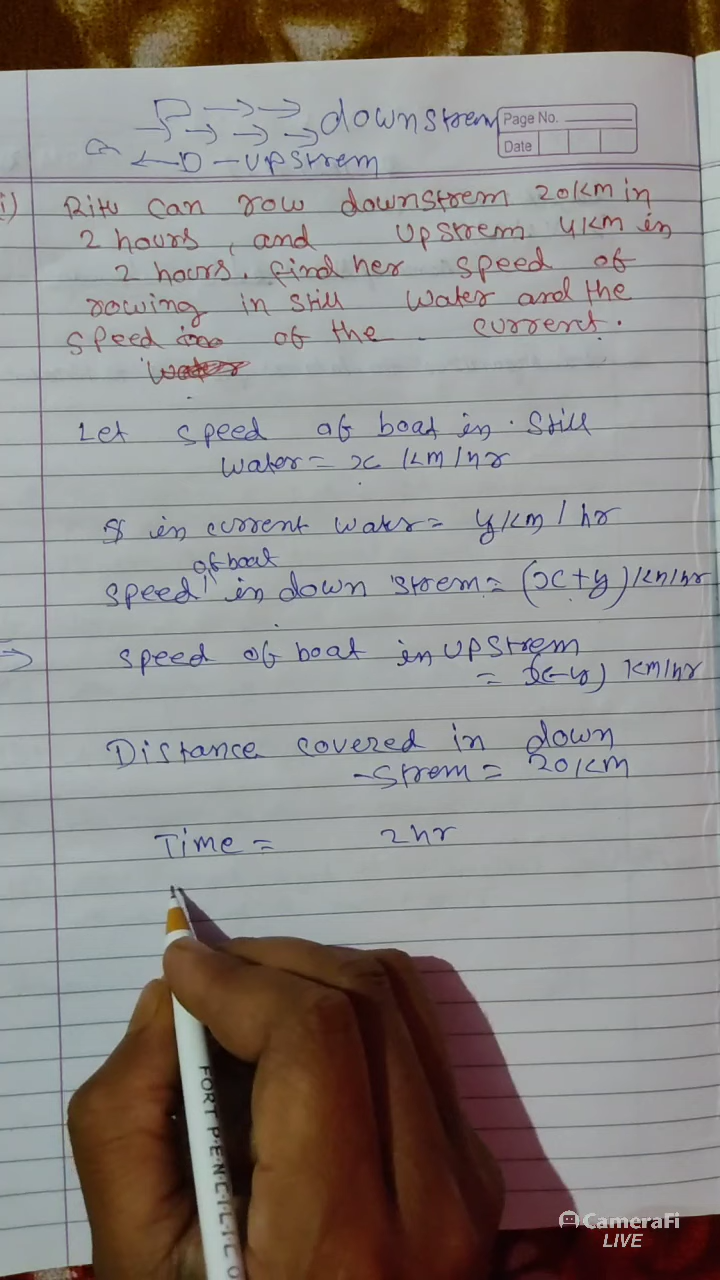 downstrem
Page No.
Date
← D - UPStrem
i) Ritu can row downstrem 20km in
2 hours, and Upstrem 4km in
2 hours. find her speed of
rowing in still water and the
speed of the current.
Water
Let speed of boat in still
water = x km/hr
in current water = y km/hr
of boat
speed in down strem = (x+y) km/hr
⇒ speed of boat in UPStrem
= (x-y) km/hr
Distance covered in down
-Strem = 20km
Time = 2hr
FORT PENCIL CO
CameraFi
LIVE